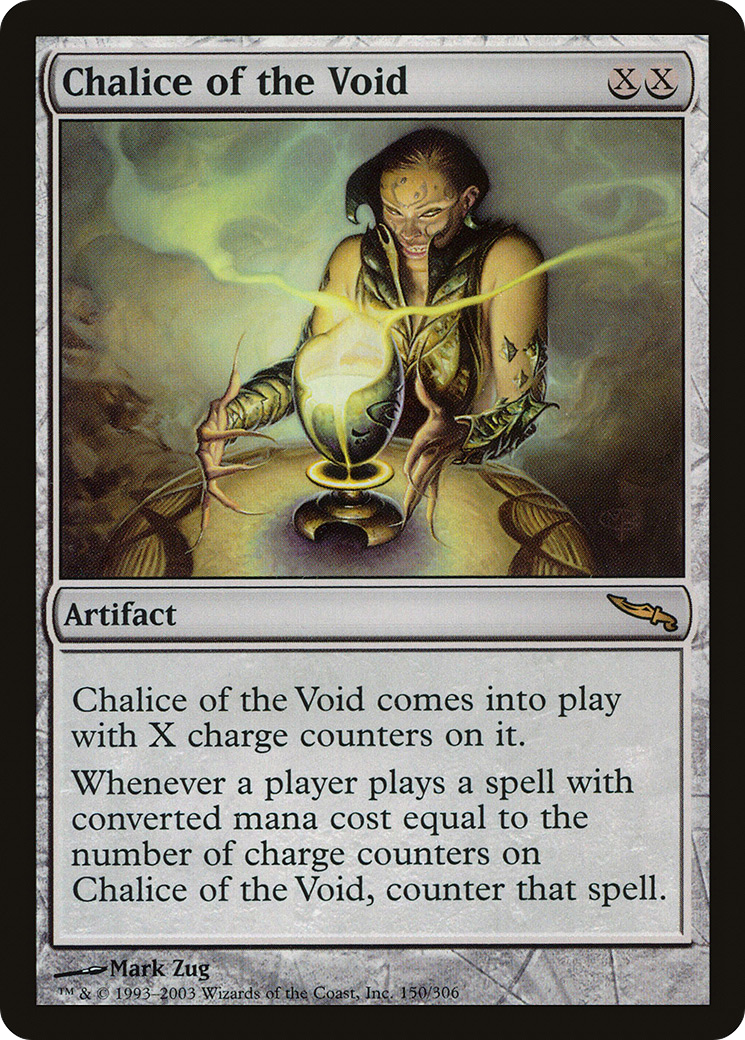 Chalice of the Void XX
Artifact
Chalice of the Void comes into play
with X charge counters on it.
Whenever a player plays a spell with
converted mana cost equal to the
number of charge counters on
Chalice of the Void, counter that spell.
Mark Zug
™ & © 1993–2003 Wizards of the Coast, Inc. 150/306